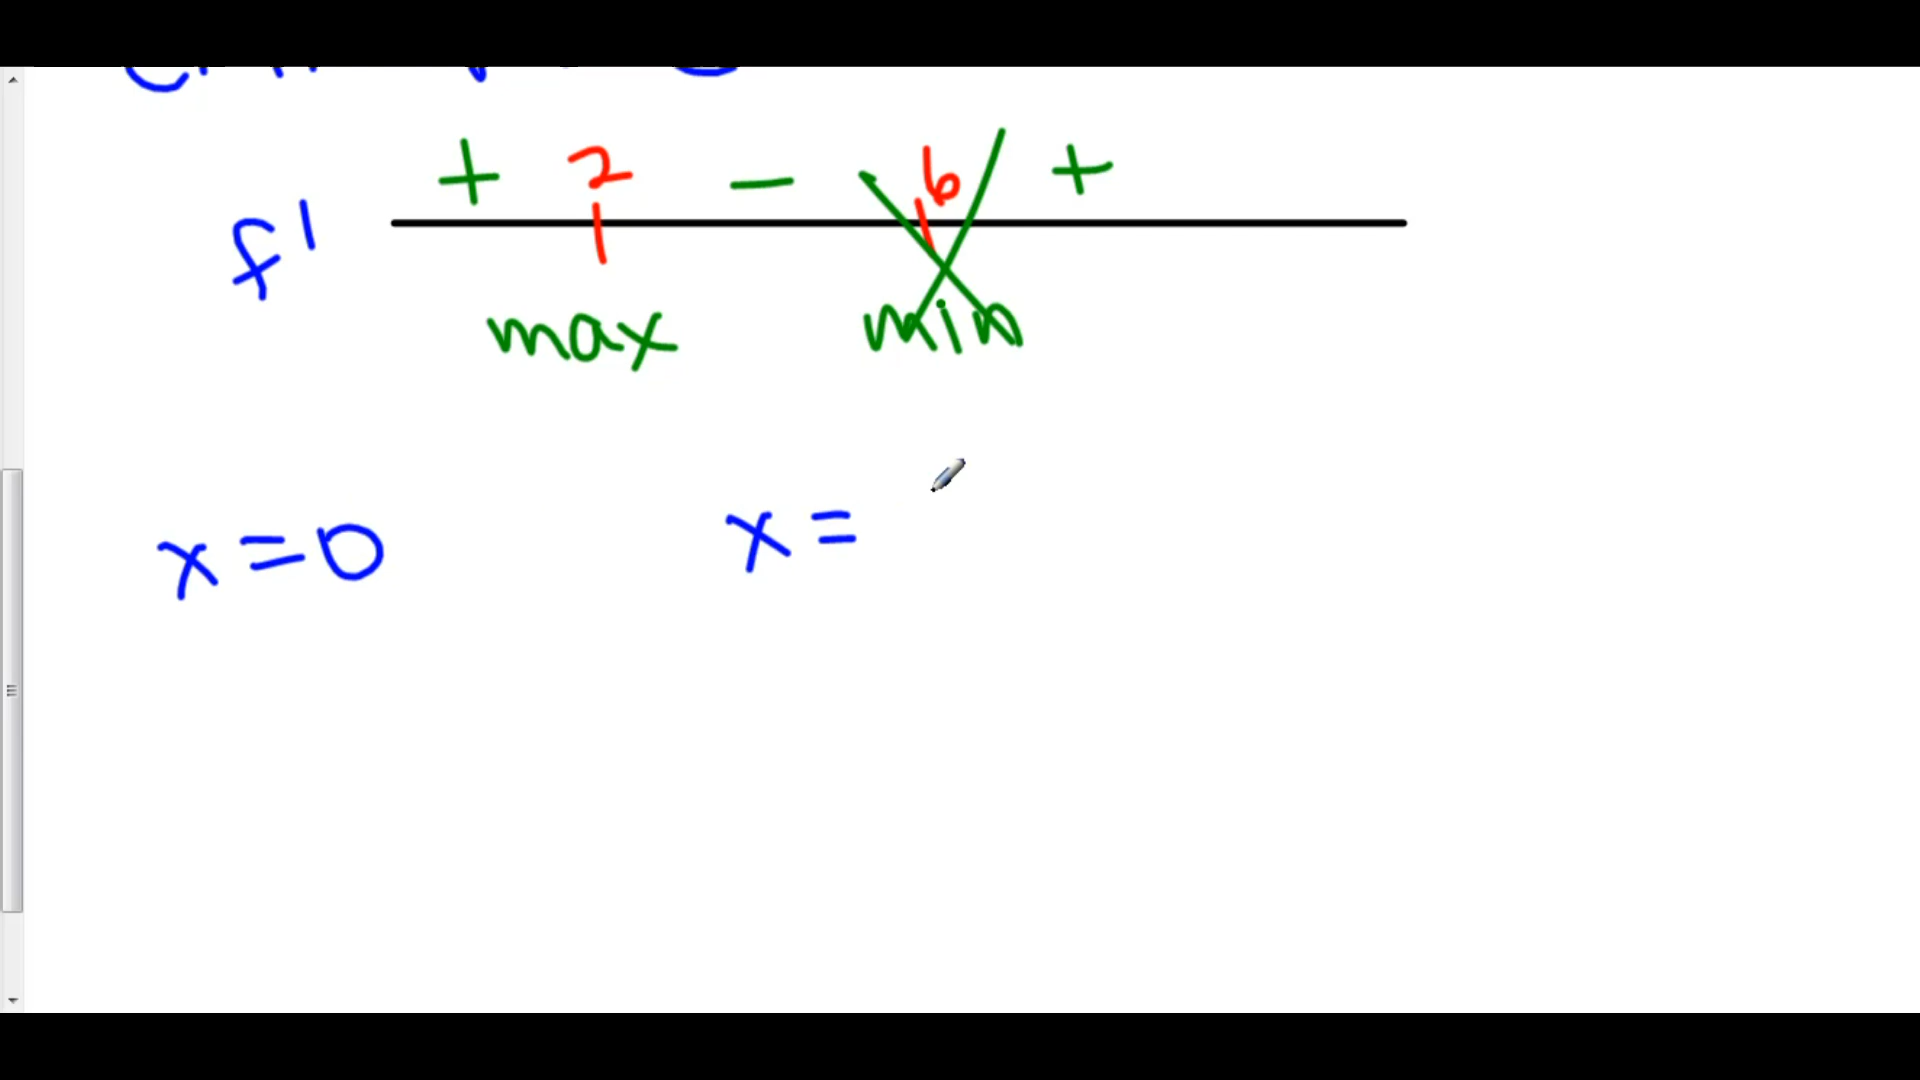 + 2 - 6 +
f'
max min
x=0 x=